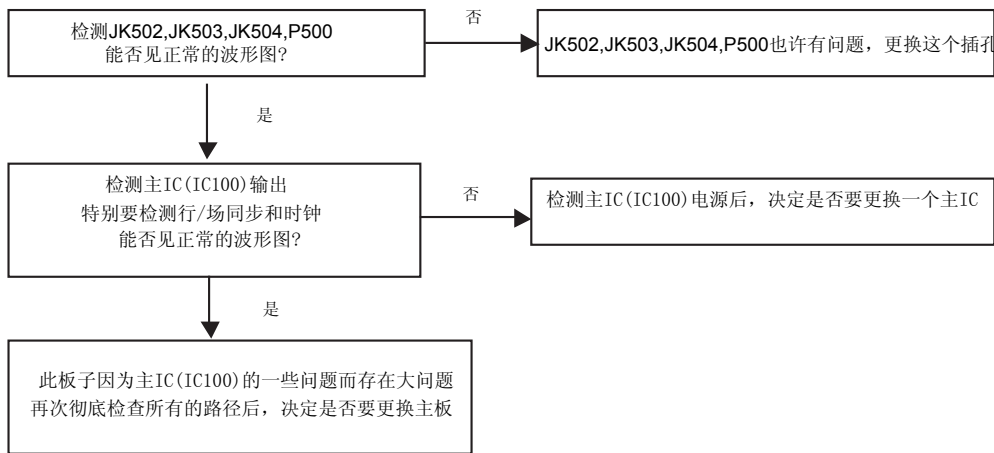 检测JK502,JK503,JK504,P500
能否见正常的波形图?
否
JK502,JK503,JK504,P500也许有问题，更换这个插孔
是
检测主IC(IC100)输出
特别要检测行/场同步和时钟
能否见正常的波形图?
否
检测主IC(IC100)电源后，决定是否要更换一个主IC
是
此板子因为主IC(IC100)的一些问题而存在大问题
再次彻底检查所有的路径后，决定是否要更换主板